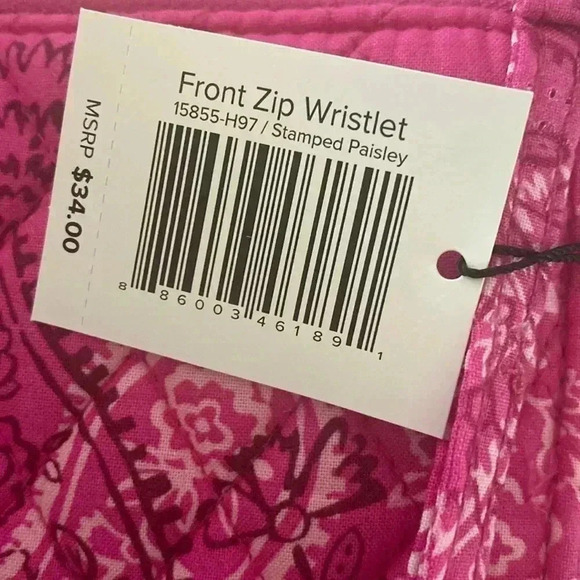 Front Zip Wristlet
15855-H97 / Stamped Paisley
8 86003 46189 1
MSRP $34.00